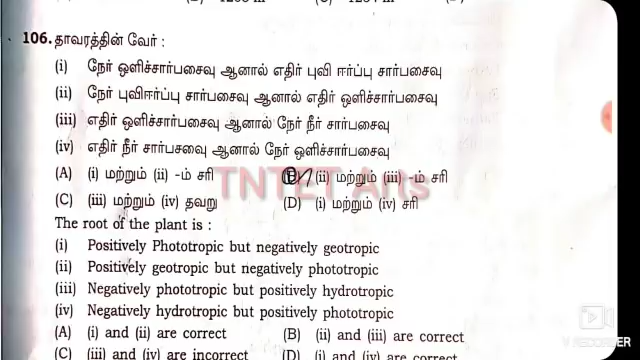 106. தாவரத்தின் வேர் :
(i) நேர் ஒளிச்சார்பசைவு ஆனால் எதிர் புவி ஈர்ப்பு சார்பசைவு
(ii) நேர் புவிஈர்ப்பு சார்பசைவு ஆனால் எதிர் ஒளிச்சார்பசைவு
(iii) எதிர் ஒளிச்சார்பசைவு ஆனால் நேர் நீர் சார்பசைவு
(iv) எதிர் நீர் சார்பசவை ஆனால் நேர் ஒளிச்சார்பசைவு
(A) (i) மற்றும் (ii) -ம் சரி (B) (ii) மற்றும் (iii) -ம் சரி
TNTET Arts
(C) (iii) மற்றும் (iv) தவறு (D) (i) மற்றும் (iv) சரி
The root of the plant is :
(i) Positively Phototropic but negatively geotropic
(ii) Positively geotropic but negatively phototropic
(iii) Negatively phototropic but positively hydrotropic
(iv) Negatively hydrotropic but positively phototropic
(A) (i) and (ii) are correct (B) (ii) and (iii) are correct
V RECORDER
(C) (iii) and (iv) are incorrect (D) (i) and (iv) are correct